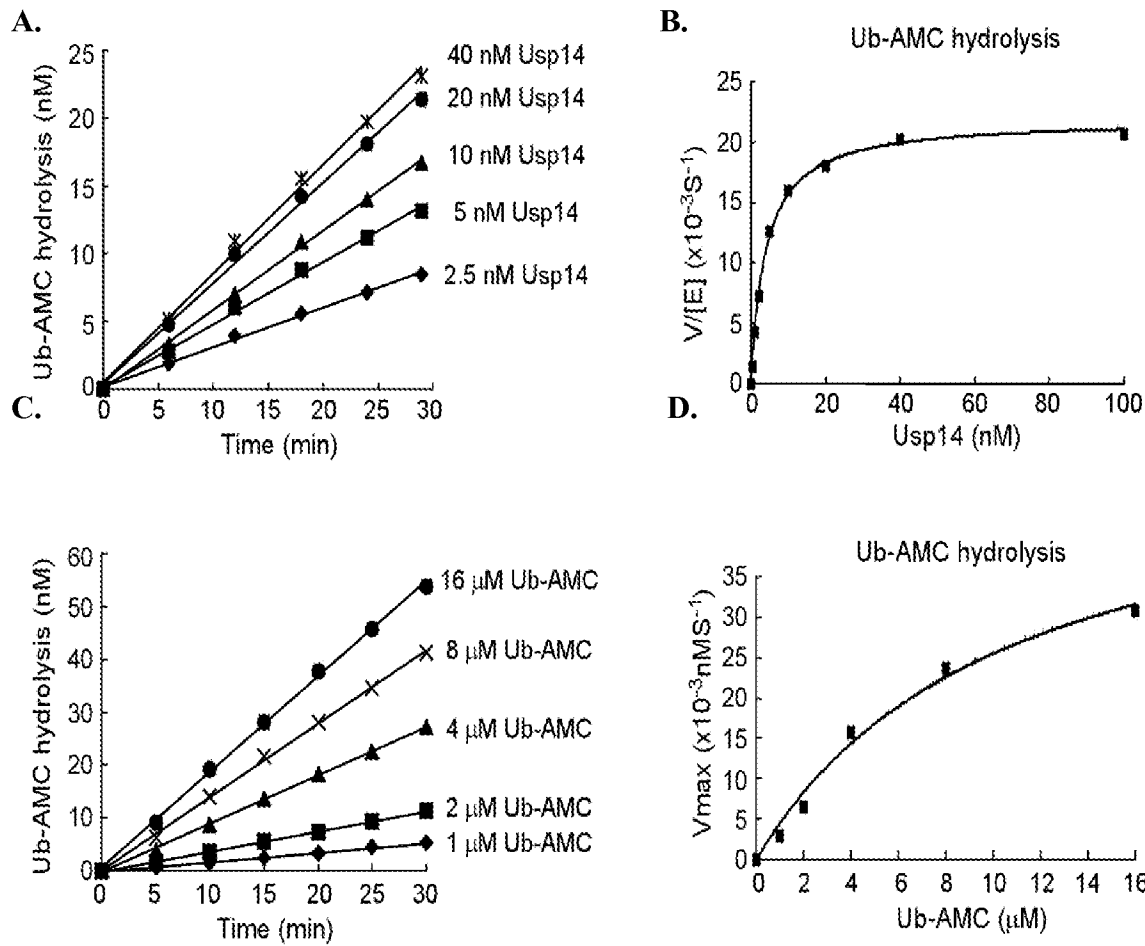 A.
Ub-AMC hydrolysis (nM)
25
20
15
10
5
0
40 nM Usp14
20 nM Usp14
10 nM Usp14
5 nM Usp14
2.5 nM Usp14
0 5 10 15 20 25 30
Time (min)
B.
Ub-AMC hydrolysis
V/[E] (x10⁻³S⁻¹)
25
20
15
10
5
0
0 20 40 60 80 100
Usp14 (nM)
C.
Ub-AMC hydrolysis (nM)
60
50
40
30
20
10
0
16 μM Ub-AMC
8 μM Ub-AMC
4 μM Ub-AMC
2 μM Ub-AMC
1 μM Ub-AMC
0 5 10 15 20 25 30
Time (min)
D.
Ub-AMC hydrolysis
Vmax (x10⁻³nMS⁻¹)
35
30
25
20
15
10
5
0
0 2 4 6 8 10 12 14 16
Ub-AMC (μM)